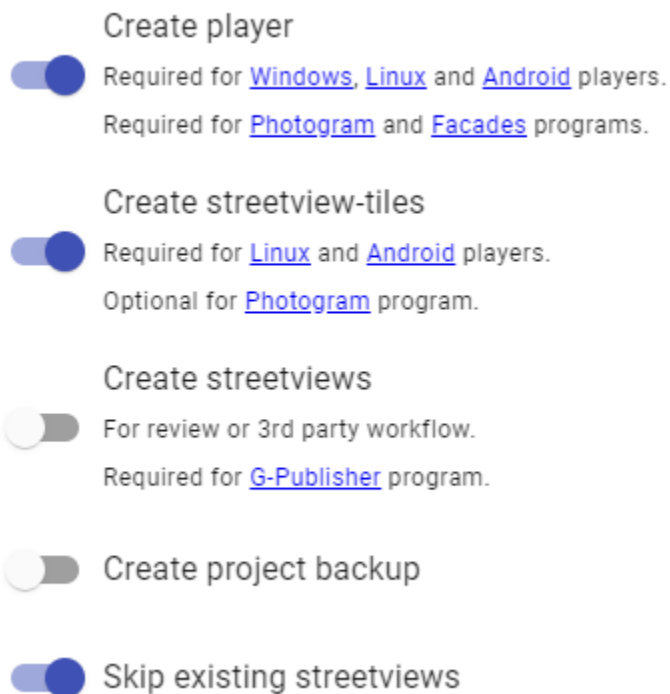 Create player
Required for Windows, Linux and Android players.
Required for Photogram and Facades programs.
Create streetview-tiles
Required for Linux and Android players.
Optional for Photogram program.
Create streetviews
For review or 3rd party workflow.
Required for G-Publisher program.
Create project backup
Skip existing streetviews